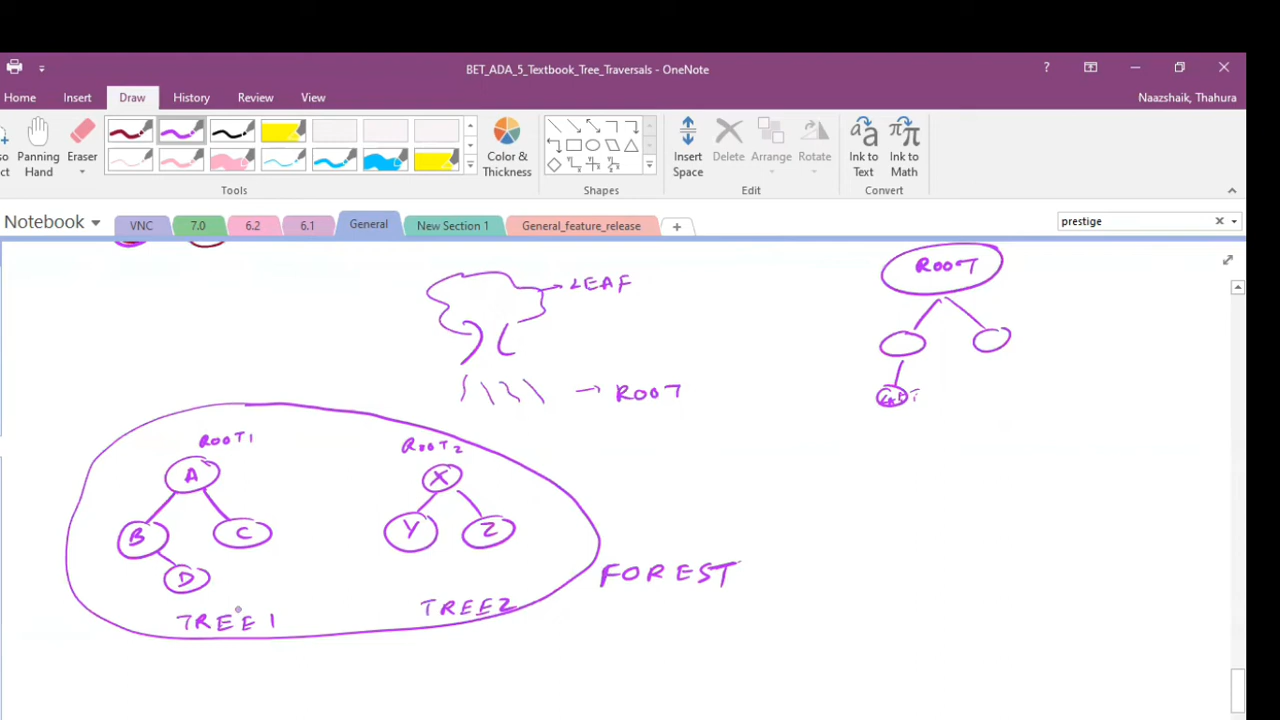 BET_ADA_5_Textbook_Tree_Traversals - OneNote
?
Home Insert Draw History Review View
Naazshaik, Thahura
Panning Hand
Eraser
Color & Thickness
Insert Space
Delete
Arrange
Rotate
Ink to Text
Ink to Math
Tools
Shapes
Edit
Convert
Notebook
VNC
7.0
6.2
6.1
General
New Section 1
General_feature_release
prestige
LEAF
ROOT
ROOT
ROOT1
ROOT2
A
X
B
C
Y
Z
D
FOREST
TREE1
TREE2